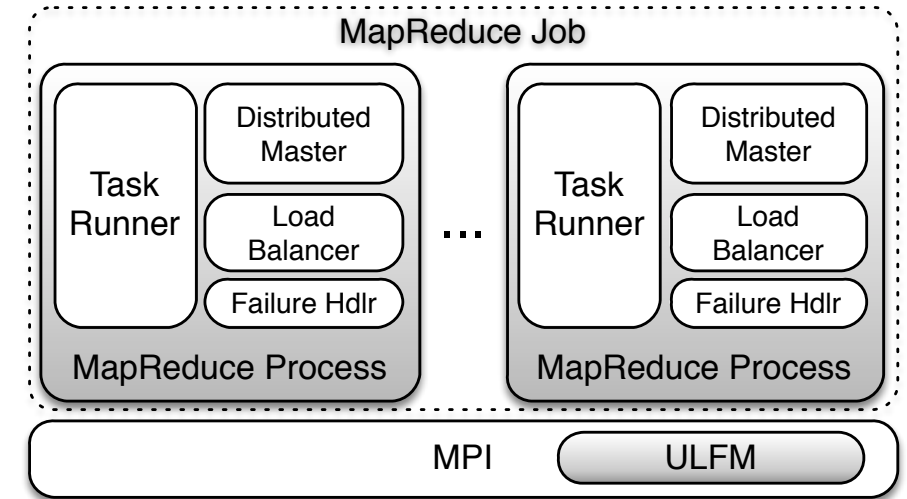 MapReduce Job
Task
Runner
Distributed
Master
Load
Balancer
Failure Hdlr
MapReduce Process
...
Task
Runner
Distributed
Master
Load
Balancer
Failure Hdlr
MapReduce Process
MPI
ULFM